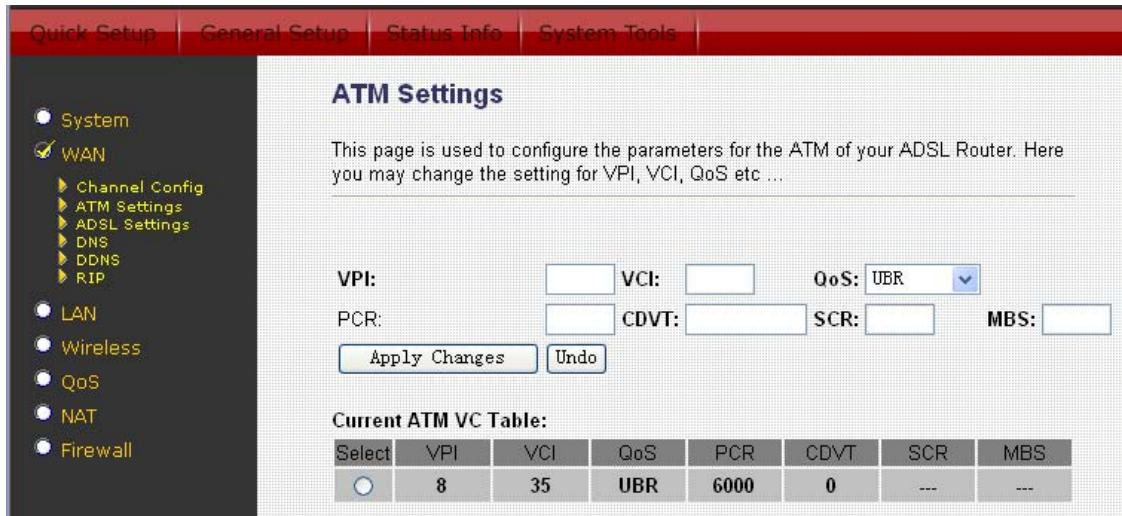 Quick Setup General Setup Status Info System Tools
System
WAN
Channel Config
ATM Settings
ADSL Settings
DNS
DDNS
RIP
LAN
Wireless
QoS
NAT
Firewall
ATM Settings
This page is used to configure the parameters for the ATM of your ADSL Router. Here
you may change the setting for VPI, VCI, QoS etc ...
VPI: VCI: QoS: UBR
PCR: CDVT: SCR: MBS:
Apply Changes Undo
Current ATM VC Table:
Select VPI VCI QoS PCR CDVT SCR MBS
8 35 UBR 6000 0 --- ---